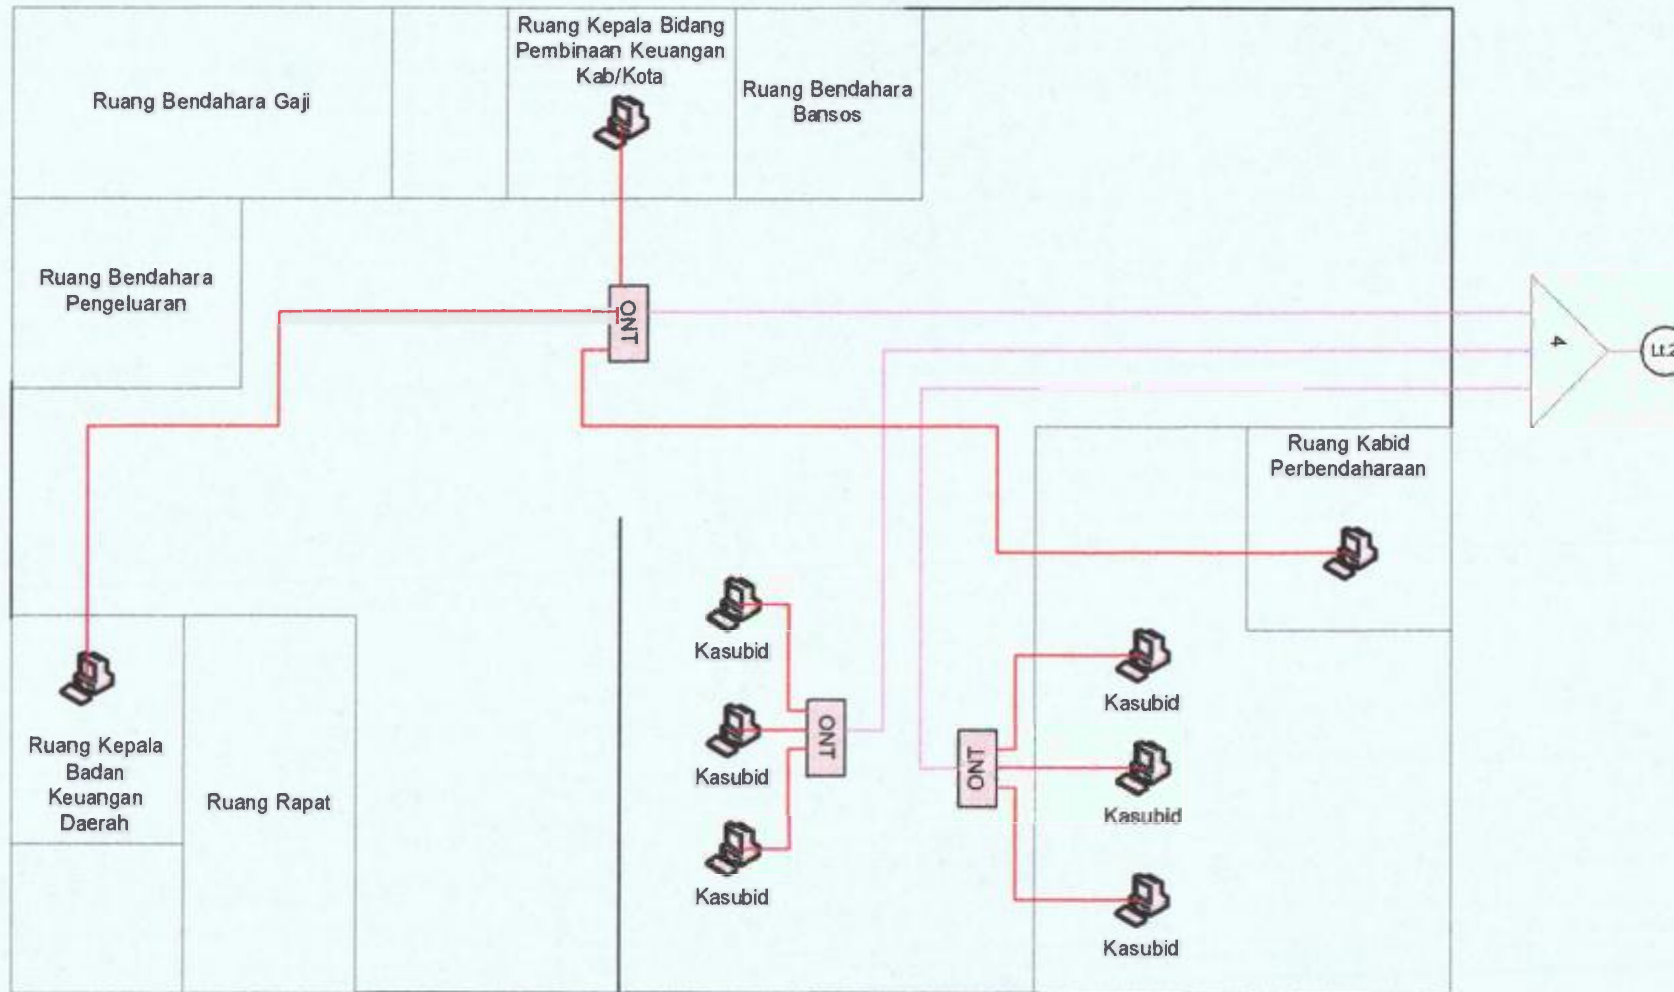 Ruang Kepala Bidang
Pembinaan Keuangan
Kab/Kota
Ruang Bendahara Gaji
Ruang Bendahara
Bansos
Ruang Bendahara
Pengeluaran
ONT
4
Lt.2
Ruang Kabid
Perbendaharaan
Kasubid
Kasubid
Kasubid
ONT
ONT
Kasubid
Kasubid
Kasubid
Ruang Kepala
Badan
Keuangan
Daerah
Ruang Rapat